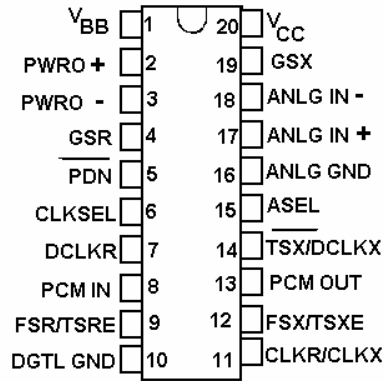 VBB 1 20 VCC
PWRO + 2 19 GSX
PWRO - 3 18 ANLG IN -
GSR 4 17 ANLG IN +
PDN 5 16 ANLG GND
CLKSEL 6 15 ASEL
DCLKR 7 14 TSX/DCLKX
PCM IN 8 13 PCM OUT
FSR/TSRE 9 12 FSX/TSXE
DGTL GND 10 11 CLKR/CLKX